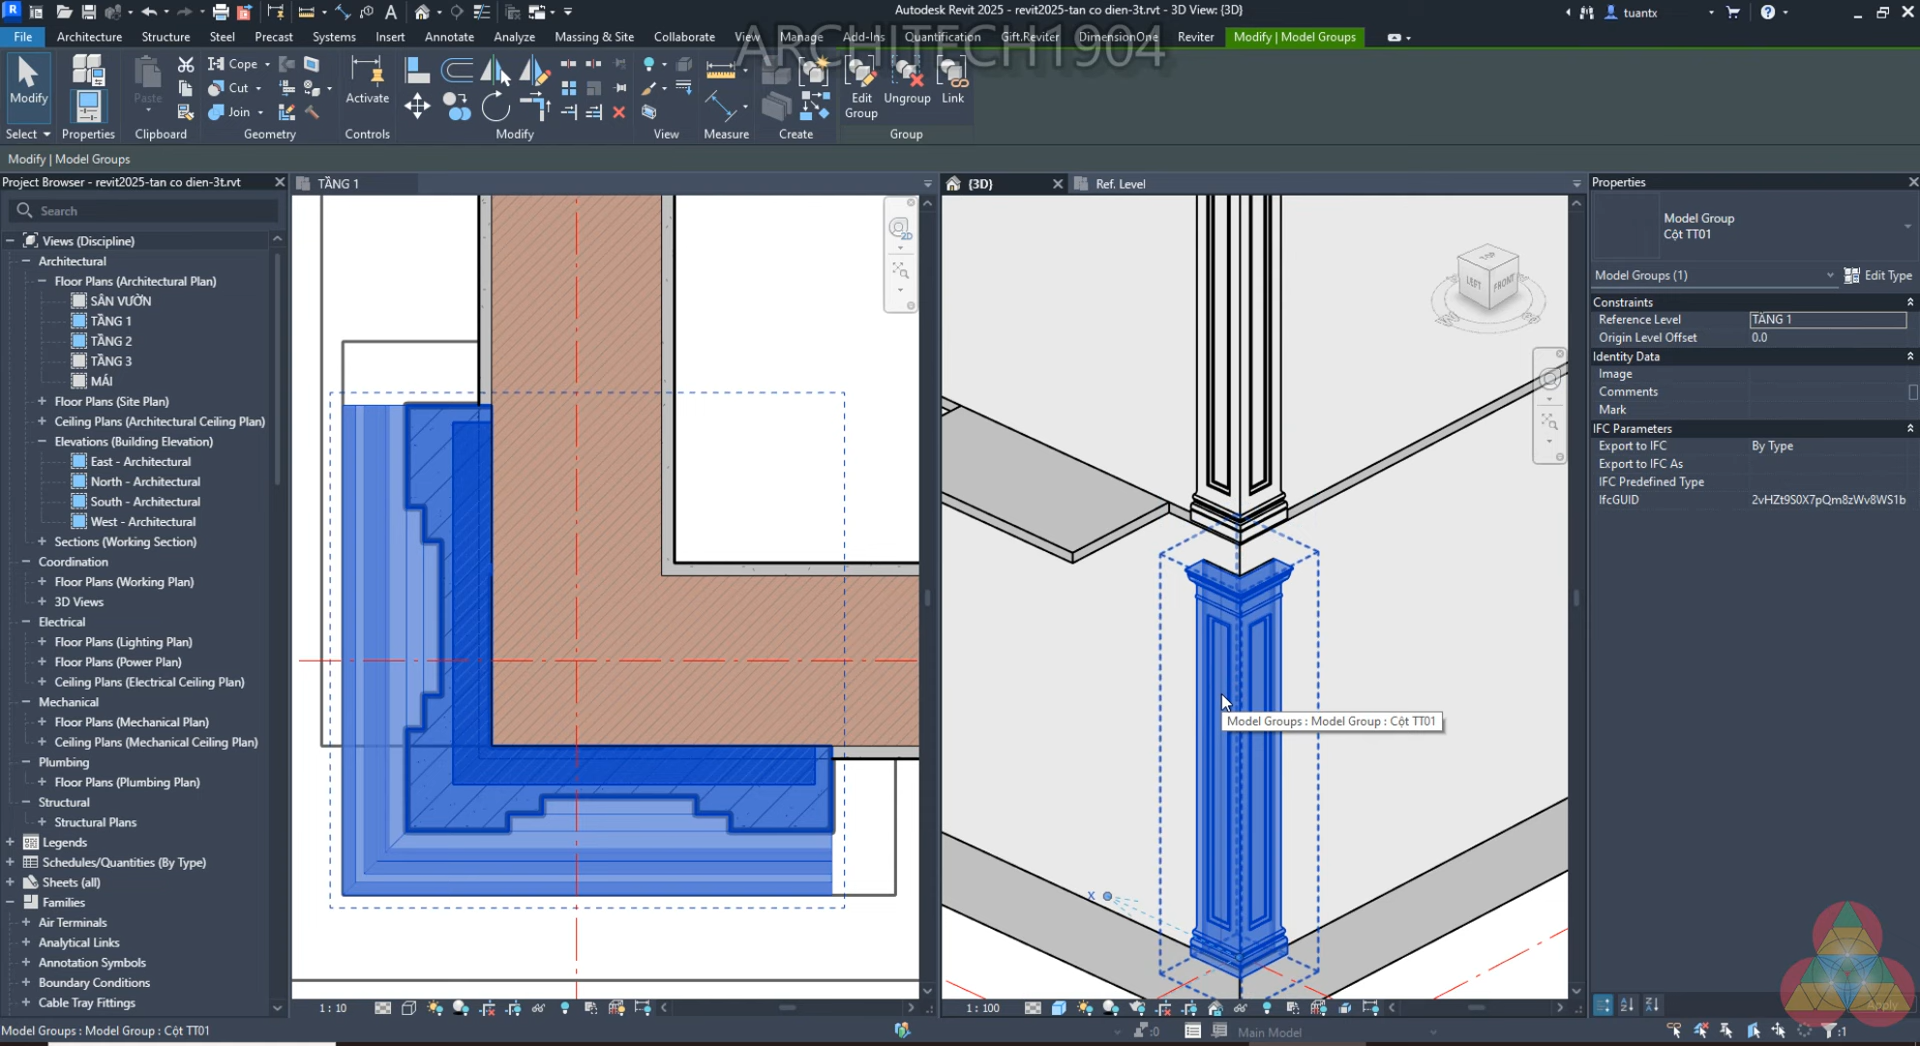 Autodesk Revit 2025 - revit2025-tan co dien-3t.rvt - 3D View: {3D}
tuantx
File Architecture Structure Steel Precast Systems Insert Annotate Analyze Massing & Site Collaborate View Manage Add-Ins Quantification Gift.Reviter DimensionOne Reviter Modify | Model Groups
ARCHITECH1904
Modify
Paste
Cope
Cut
Join
Activate
Edit Group
Ungroup
Link
Select Properties Clipboard Geometry Controls Modify View Measure Create Group
Modify | Model Groups
Project Browser - revit2025-tan co dien-3t.rvt
Search
Views (Discipline)
Architectural
Floor Plans (Architectural Plan)
SÂN VƯỜN
TẦNG 1
TẦNG 2
TẦNG 3
MÁI
Floor Plans (Site Plan)
Ceiling Plans (Architectural Ceiling Plan)
Elevations (Building Elevation)
East - Architectural
North - Architectural
South - Architectural
West - Architectural
Sections (Working Section)
Coordination
Floor Plans (Working Plan)
3D Views
Electrical
Floor Plans (Lighting Plan)
Floor Plans (Power Plan)
Ceiling Plans (Electrical Ceiling Plan)
Mechanical
Floor Plans (Mechanical Plan)
Ceiling Plans (Mechanical Ceiling Plan)
Plumbing
Floor Plans (Plumbing Plan)
Structural
Structural Plans
Legends
Schedules/Quantities (By Type)
Sheets (all)
Families
Air Terminals
Analytical Links
Annotation Symbols
Boundary Conditions
Cable Tray Fittings
TẦNG 1
2D
1 : 10
{3D}
Ref. Level
TOP
LEFT
FRONT
Model Groups : Model Group : Cột TT01
X
1 : 100
Properties
Model Group
Cột TT01
Model Groups (1)
Edit Type
Constraints
Reference Level TẦNG 1
Origin Level Offset 0.0
Identity Data
Image
Comments
Mark
IFC Parameters
Export to IFC By Type
Export to IFC As
IFC Predefined Type
IfcGUID 2vHZt9S0X7pQm8zWv8WS1b
Apply
Model Groups : Model Group : Cột TT01
:0
Main Model
:1